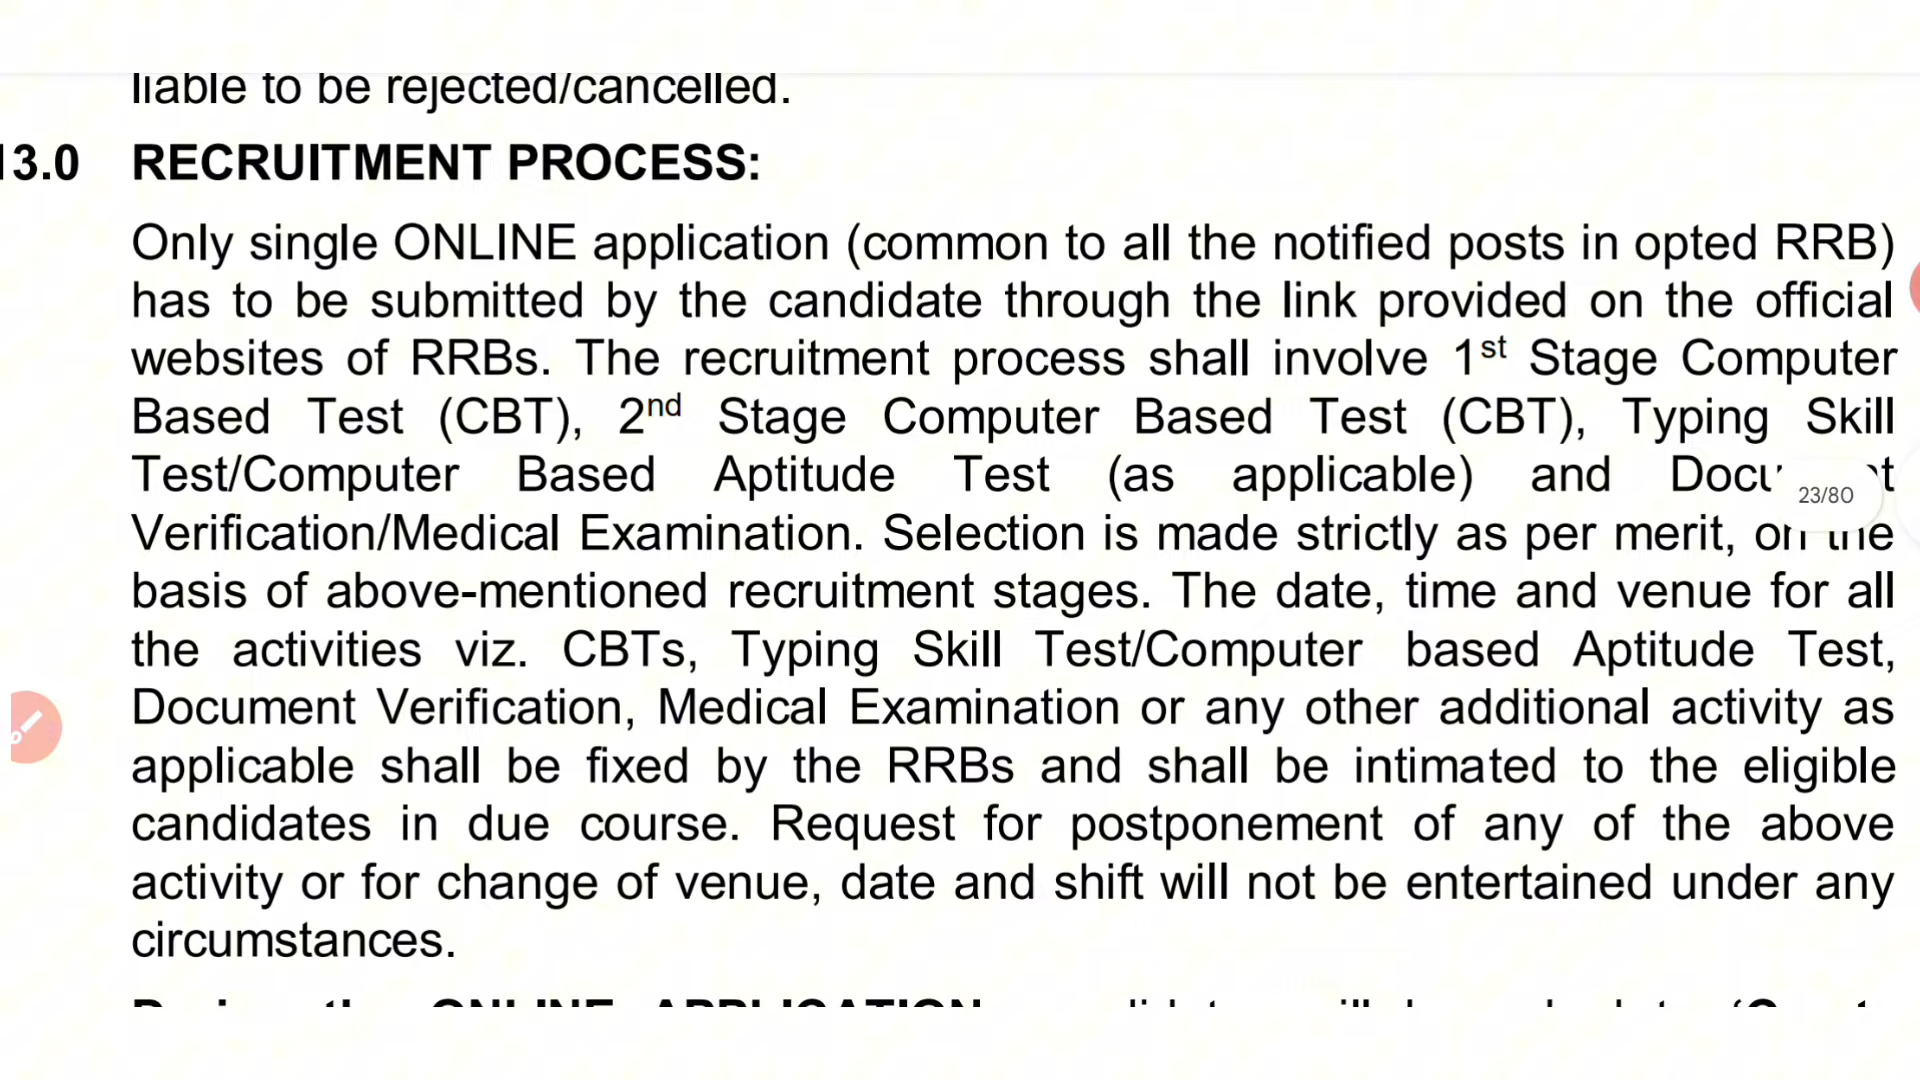 liable to be rejected/cancelled.
13.0 RECRUITMENT PROCESS:
Only single ONLINE application (common to all the notified posts in opted RRB)
has to be submitted by the candidate through the link provided on the official
websites of RRBs. The recruitment process shall involve 1st Stage Computer
Based Test (CBT), 2nd Stage Computer Based Test (CBT), Typing Skill
Test/Computer Based Aptitude Test (as applicable) and
23/80
Verification/Medical Examination. Selection is made strictly as per merit, on the
basis of above-mentioned recruitment stages. The date, time and venue for all
the activities viz. CBTs, Typing Skill Test/Computer based Aptitude Test,
Document Verification, Medical Examination or any other additional activity as
applicable shall be fixed by the RRBs and shall be intimated to the eligible
candidates in due course. Request for postponement of any of the above
activity or for change of venue, date and shift will not be entertained under any
circumstances.